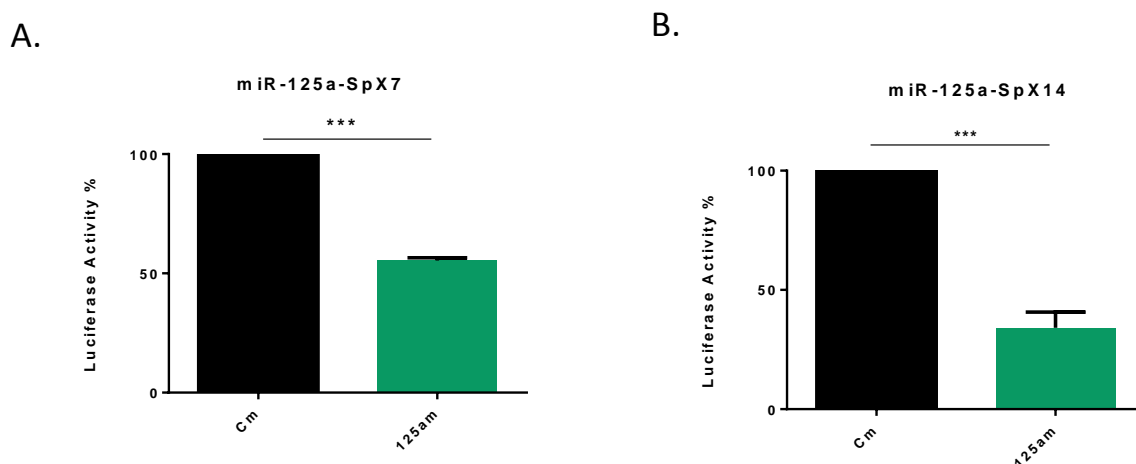 A.
miR-125a-SpX7
***
Luciferase Activity %
100
50
0
Cm
125am
B.
miR-125a-SpX14
***
Luciferase Activity %
100
50
0
Cm
125am